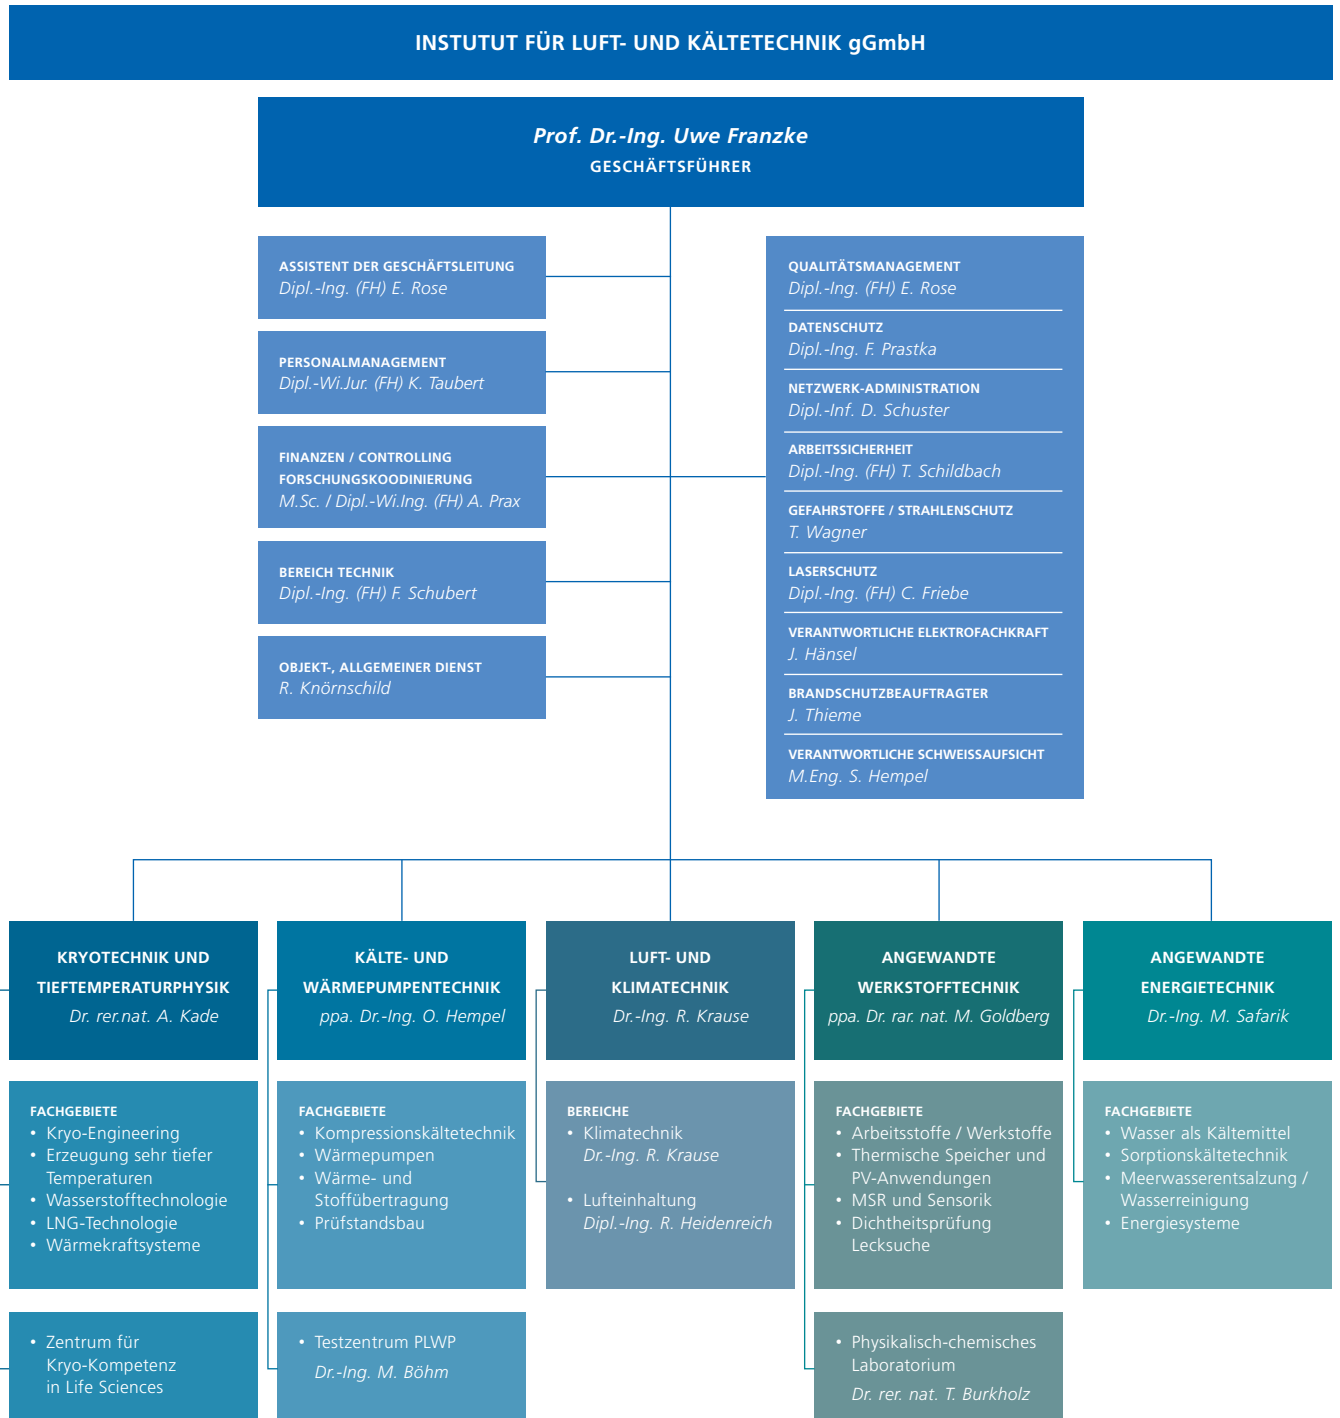 INSTUTUT FÜR LUFT- UND KÄLTETECHNIK gGmbH
Prof. Dr.-Ing. Uwe Franzke
GESCHÄFTSFÜHRER
ASSISTENT DER GESCHÄFTSLEITUNG
Dipl.-Ing. (FH) E. Rose
PERSONALMANAGEMENT
Dipl.-Wi.Jur. (FH) K. Taubert
FINANZEN / CONTROLLING
FORSCHUNGSKOODINIERUNG
M.Sc. / Dipl.-Wi.Ing. (FH) A. Prax
BEREICH TECHNIK
Dipl.-Ing. (FH) F. Schubert
OBJEKT-, ALLGEMEINER DIENST
R. Knörnschild
QUALITÄTSMANAGEMENT
Dipl.-Ing. (FH) E. Rose
DATENSCHUTZ
Dipl.-Ing. F. Prastka
NETZWERK-ADMINISTRATION
Dipl.-Inf. D. Schuster
ARBEITSSICHERHEIT
Dipl.-Ing. (FH) T. Schildbach
GEFAHRSTOFFE / STRAHLENSCHUTZ
T. Wagner
LASERSCHUTZ
Dipl.-Ing. (FH) C. Friebe
VERANTWORTLICHE ELEKTROFACHKRAFT
J. Hänsel
BRANDSCHUTZBEAUFTRAGTER
J. Thieme
VERANTWORTLICHE SCHWEISSAUFSICHT
M.Eng. S. Hempel
KRYOTECHNIK UND
TIEFTEMPERATURPHYSIK
Dr. rer.nat. A. Kade
FACHGEBIETE
• Kryo-Engineering
• Erzeugung sehr tiefer
Temperaturen
• Wasserstofftechnologie
• LNG-Technologie
• Wärmekraftsysteme
• Zentrum für
Kryo-Kompetenz
in Life Sciences
KÄLTE- UND
WÄRMEPUMPENTECHNIK
ppa. Dr.-Ing. O. Hempel
FACHGEBIETE
• Kompressionskältetechnik
• Wärmepumpen
• Wärme- und
Stoffübertragung
• Prüfstandsbau
• Testzentrum PLWP
Dr.-Ing. M. Böhm
LUFT- UND
KLIMATECHNIK
Dr.-Ing. R. Krause
BEREICHE
• Klimatechnik
Dr.-Ing. R. Krause
• Lufteinhaltung
Dipl.-Ing. R. Heidenreich
ANGEWANDTE
WERKSTOFFTECHNIK
ppa. Dr. rar. nat. M. Goldberg
FACHGEBIETE
• Arbeitsstoffe / Werkstoffe
• Thermische Speicher und
PV-Anwendungen
• MSR und Sensorik
• Dichtheitsprüfung
Lecksuche
• Physikalisch-chemisches
Laboratorium
Dr. rer. nat. T. Burkholz
ANGEWANDTE
ENERGIETECHNIK
Dr.-Ing. M. Safarik
FACHGEBIETE
• Wasser als Kältemittel
• Sorptionskältetechnik
• Meerwasserentsalzung /
Wasserreinigung
• Energiesysteme